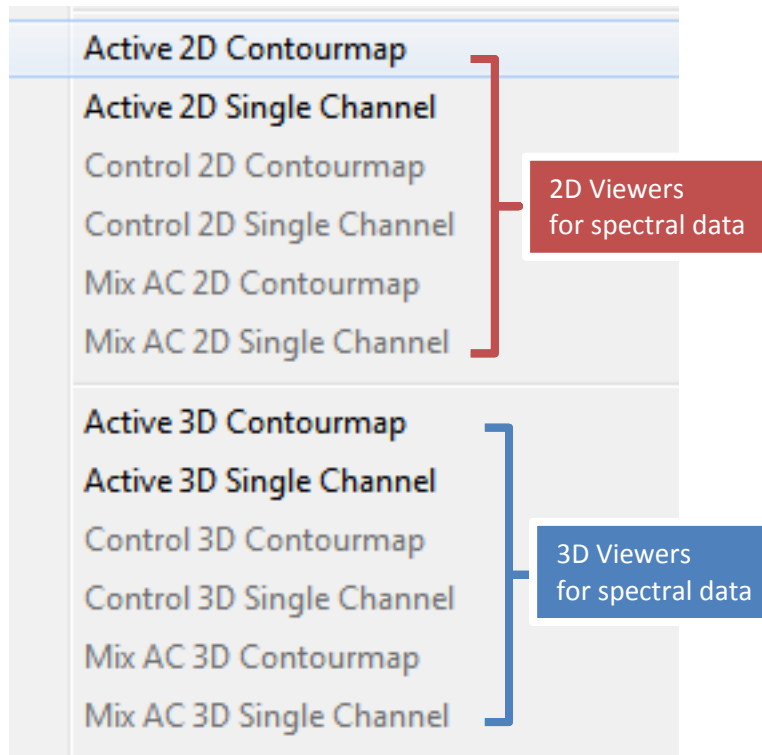 Active 2D Contourmap
Active 2D Single Channel
Control 2D Contourmap
Control 2D Single Channel
Mix AC 2D Contourmap
Mix AC 2D Single Channel
2D Viewers
for spectral data
Active 3D Contourmap
Active 3D Single Channel
Control 3D Contourmap
Control 3D Single Channel
Mix AC 3D Contourmap
Mix AC 3D Single Channel
3D Viewers
for spectral data